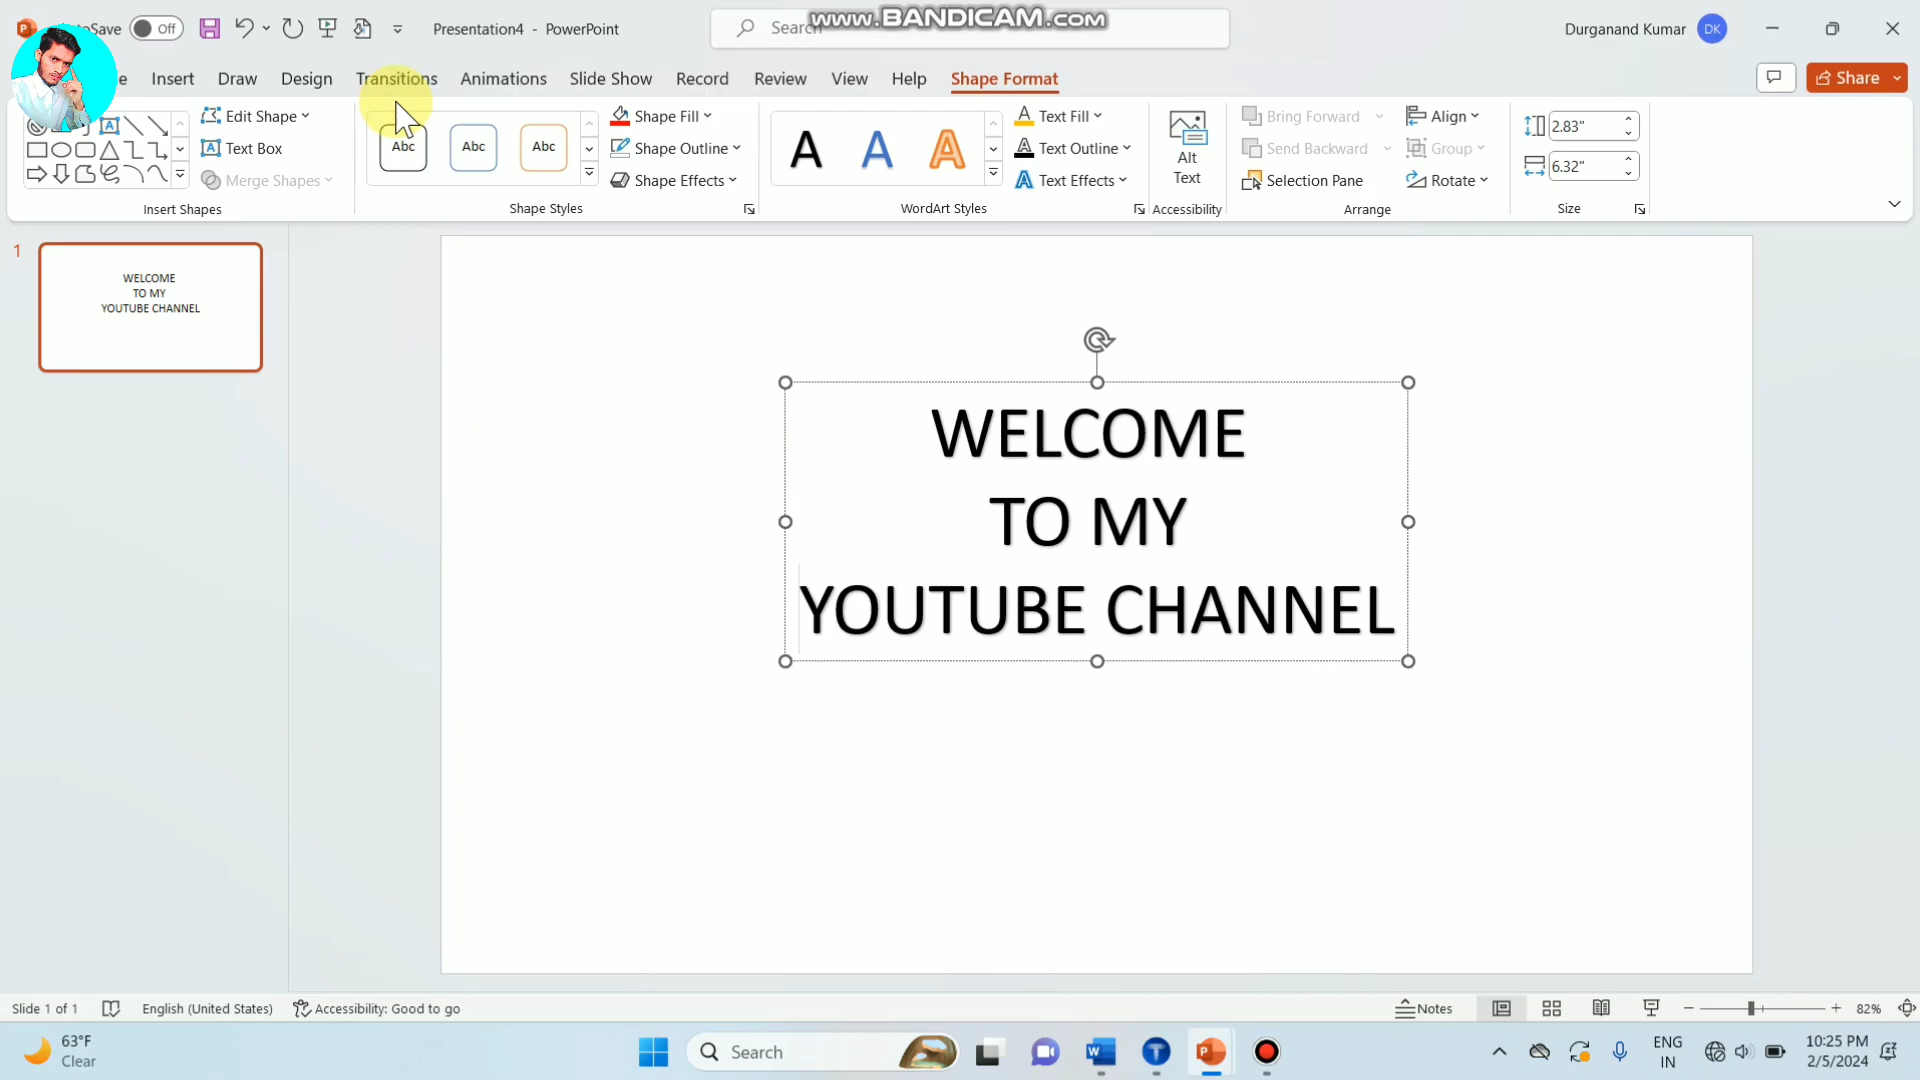 Save Off Presentation4 - PowerPoint Search Durganand Kumar DK
www.BANDICAM.com
Insert Draw Design Transitions Animations Slide Show Record Review View Help Shape Format Share
Edit Shape
Text Box
Merge Shapes
Insert Shapes
Abc Abc Abc
Shape Fill
Shape Outline
Shape Effects
Shape Styles
A A A
Text Fill
Text Outline
Text Effects
WordArt Styles
Alt
Text
Accessibility
Bring Forward
Send Backward
Selection Pane
Align
Group
Rotate
Arrange
2.83"
6.32"
Size
1
WELCOME
TO MY
YOUTUBE CHANNEL
WELCOME
TO MY
YOUTUBE CHANNEL
Slide 1 of 1 English (United States) Accessibility: Good to go Notes 82%
63°F
Clear
Search
ENG
IN
10:25 PM
2/5/2024